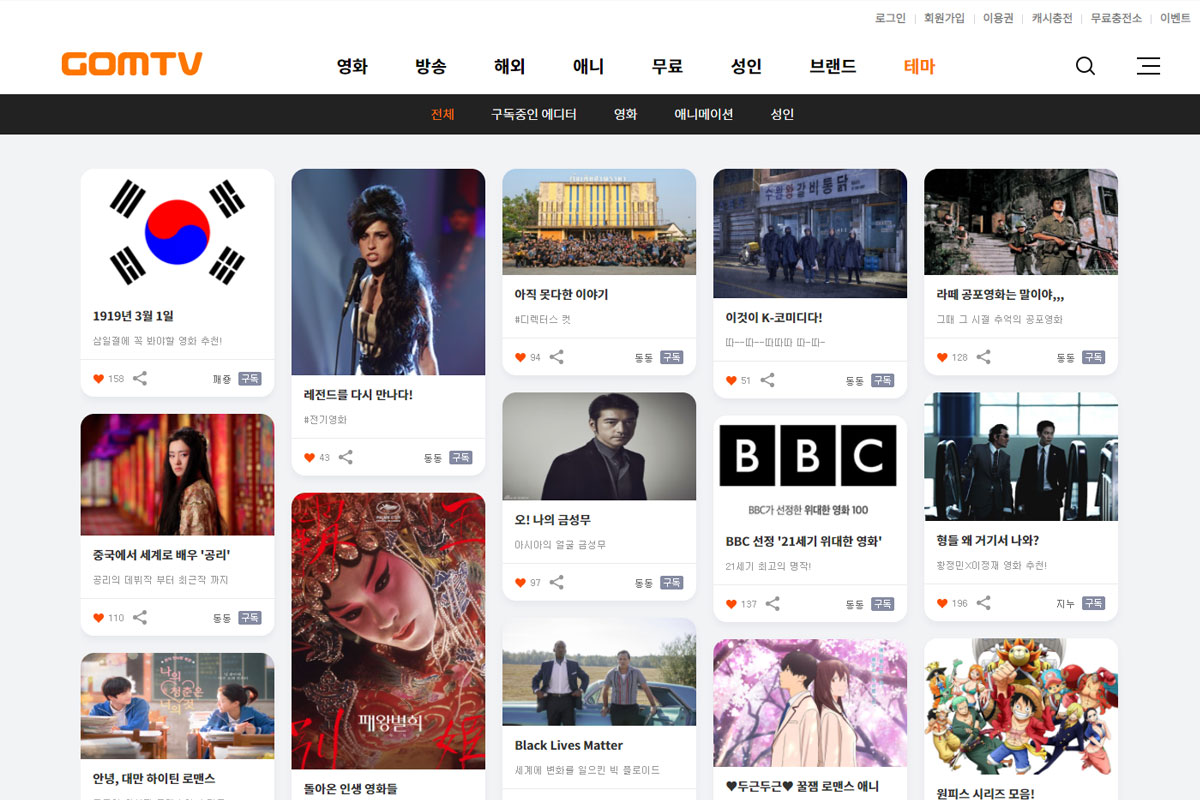 로그인
회원가입
이용권
캐시충전
무료충전소
이벤트
GOMTV
영화
방송
해외
애니
무료
성인
브랜드
테마
전체
구독중인 에디터
영화
애니메이션
성인
1919년 3월 1일
삼일절에 꼭 봐야할 영화 추천!
158
깨중 구독
중국에서 세계로 배우 '공리'
공리의 데뷔작 부터 최근작 까지
110
동동 구독
나의
청춘은
너의 것
안녕, 대만 하이틴 로맨스
레전드를 다시 만나다!
#전기영화
43
동동 구독
패왕별희
돌아온 인생 영화들
아직 못다한 이야기
#디렉터스 컷
94
동동 구독
오! 나의 금성무
아시아의 얼굴 금성무
97
동동 구독
Black Lives Matter
세계에 변화를 일으킨 빅 플로이드
수원왕갈비통닭
이것이 K-코미디다!
따--따--따따따 따-따-
51
동동 구독
BBC
BBC가 선정한 위대한 영화 100
BBC 선정 '21세기 위대한 영화'
21세기 최고의 명작!
137
동동 구독
♥두근두근♥ 꿀잼 로맨스 애니
라떼 공포영화는 말이야,,,
그때 그 시절 추억의 공포영화
128
동동 구독
형들 왜 거기서 나와?
황정민X이정재 영화 추천!
196
지누 구독
원피스 시리즈 모음!